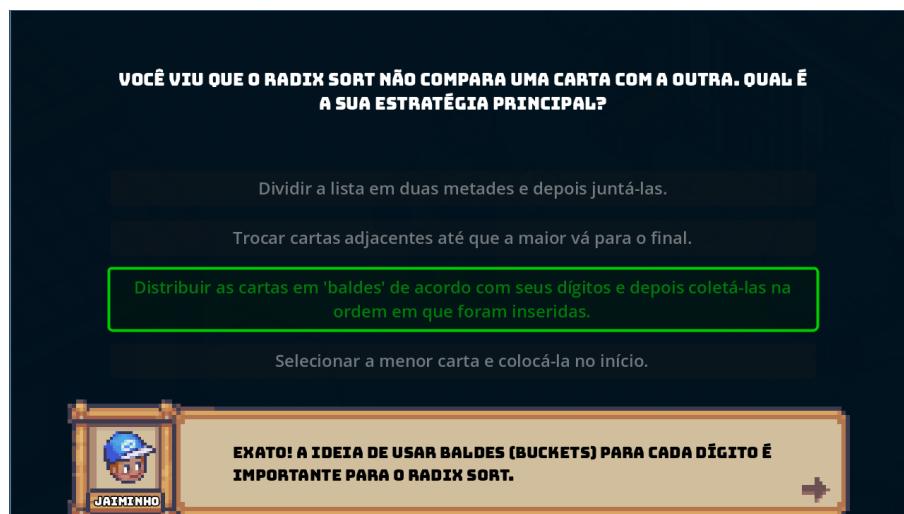 VOCÊ VIU QUE O RADIX SORT NÃO COMPARA UMA CARTA COM A OUTRA. QUAL É
A SUA ESTRATÉGIA PRINCIPAL?
Dividir a lista em duas metades e depois juntá-las.
Trocar cartas adjacentes até que a maior vá para o final.
Distribuir as cartas em 'baldes' de acordo com seus dígitos e depois coletá-las na
ordem em que foram inseridas.
Selecionar a menor carta e colocá-la no início.
EXATO! A IDEIA DE USAR BALDES (BUCKETS) PARA CADA DÍGITO É
IMPORTANTE PARA O RADIX SORT.
JAIMINHO